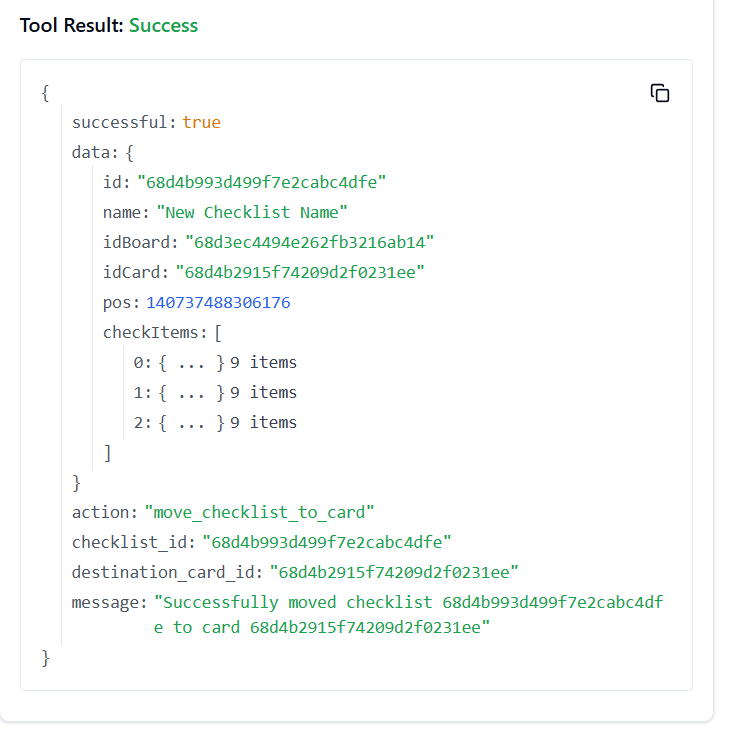 Tool Result: Success
{
successful: true
data: {
id: "68d4b993d499f7e2cabc4dfe"
name: "New Checklist Name"
idBoard: "68d3ec4494e262fb3216ab14"
idCard: "68d4b2915f74209d2f0231ee"
pos: 140737488306176
checkItems: [
0: { ... } 9 items
1: { ... } 9 items
2: { ... } 9 items
]
}
action: "move_checklist_to_card"
checklist_id: "68d4b993d499f7e2cabc4dfe"
destination_card_id: "68d4b2915f74209d2f0231ee"
message: "Successfully moved checklist 68d4b993d499f7e2cabc4df
e to card 68d4b2915f74209d2f0231ee"
}